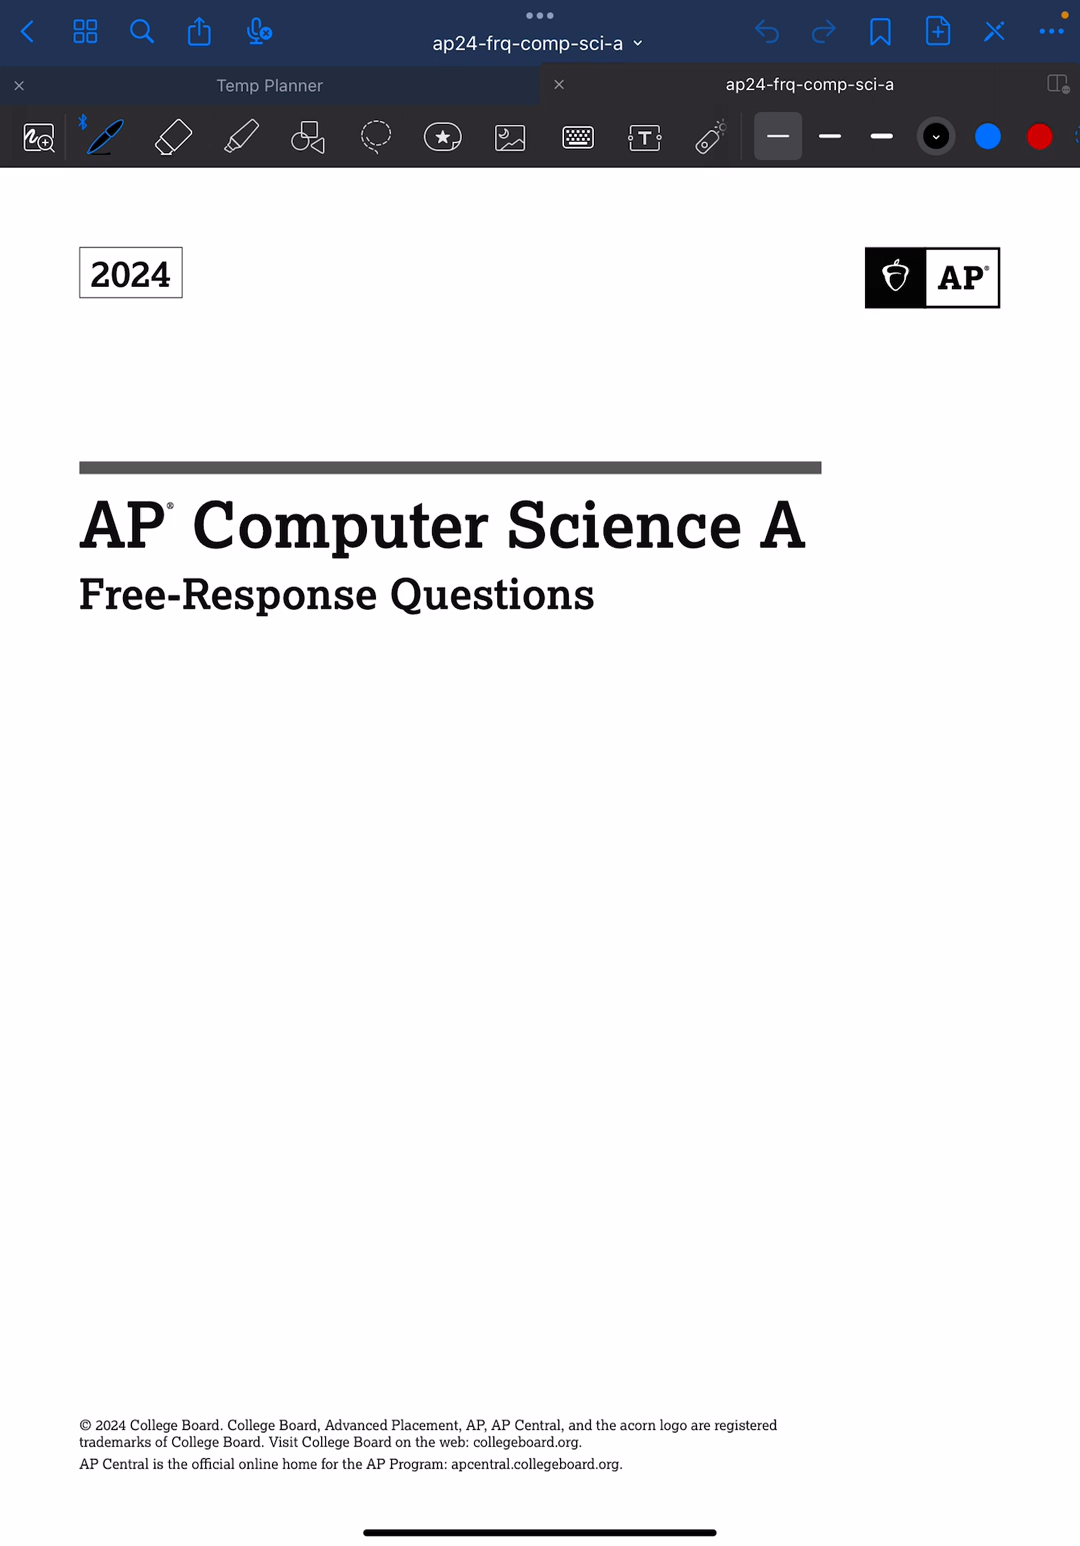 ap24-frq-comp-sci-a
Temp Planner
ap24-frq-comp-sci-a
T
2024
AP®
AP® Computer Science A
Free-Response Questions
© 2024 College Board. College Board, Advanced Placement, AP, AP Central, and the acorn logo are registered
trademarks of College Board. Visit College Board on the web: collegeboard.org.
AP Central is the official online home for the AP Program: apcentral.collegeboard.org.